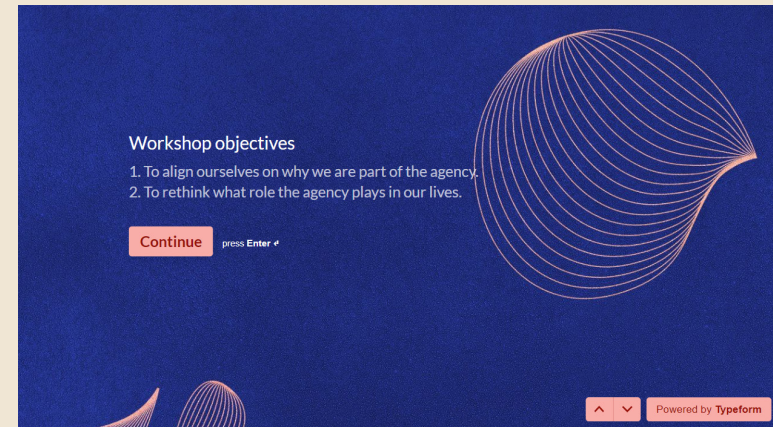 Workshop objectives
1. To align ourselves on why we are part of the agency.
2. To rethink what role the agency plays in our lives.
Continue
press Enter ↵
Powered by Typeform